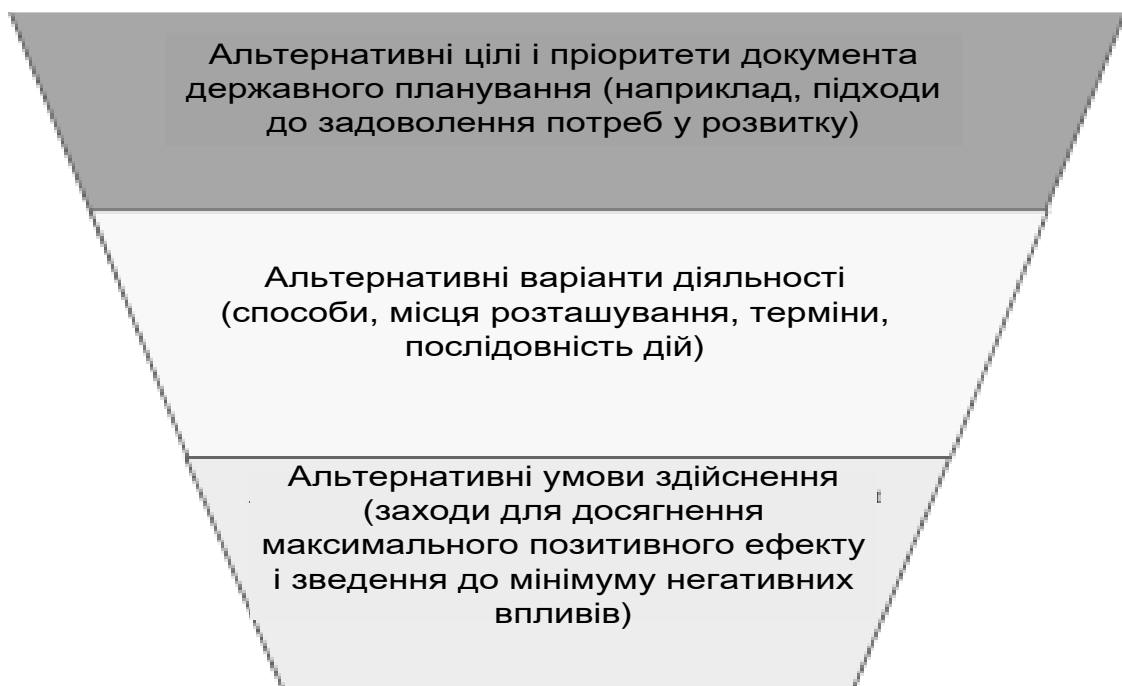 Альтернативні цілі і пріоритети документа
державного планування (наприклад, підходи
до задоволення потреб у розвитку)
Альтернативні варіанти діяльності
(способи, місця розташування, терміни,
послідовність дій)
Альтернативні умови здійснення
(заходи для досягнення
максимального позитивного ефекту
і зведення до мінімуму негативних
впливів)